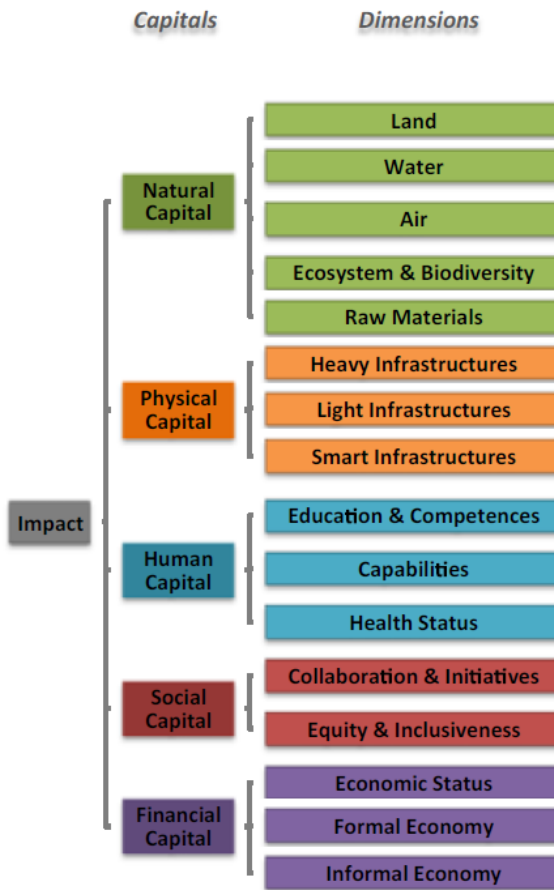 Capitals
Dimensions
Land
Water
Natural
Capital
Air
Ecosystem & Biodiversity
Raw Materials
Heavy Infrastructures
Physical
Capital
Light Infrastructures
Smart Infrastructures
Impact
Education & Competences
Human
Capital
Capabilities
Health Status
Collaboration & Initiatives
Social
Capital
Equity & Inclusiveness
Economic Status
Financial
Capital
Formal Economy
Informal Economy